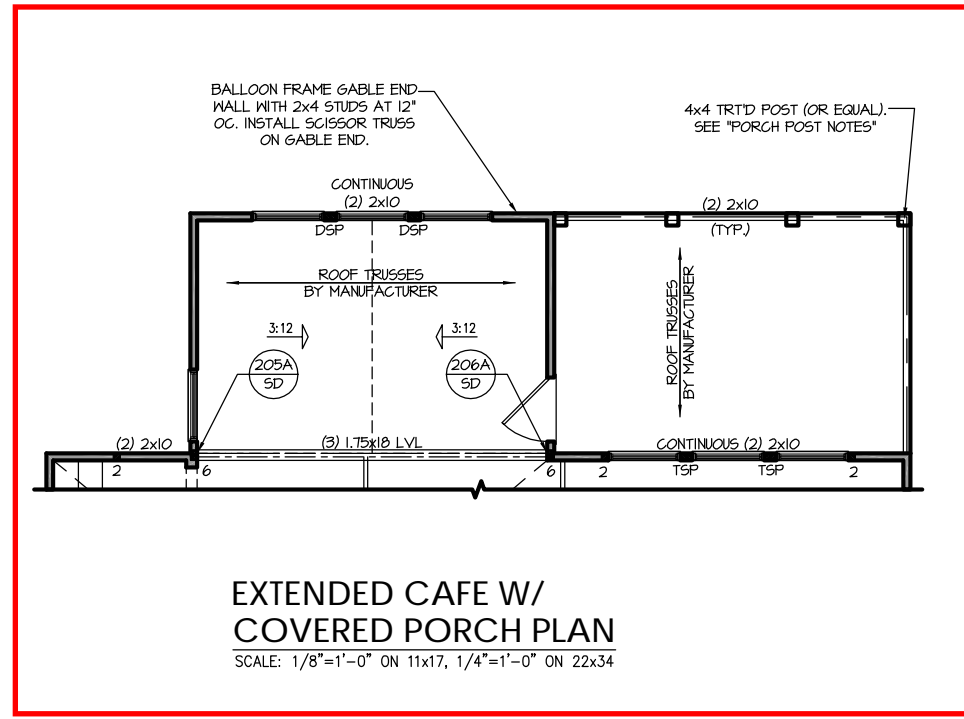 BALLOON FRAME GABLE END
WALL WITH 2x4 STUDS AT 12"
OC. INSTALL SCISSOR TRUSS
ON GABLE END.
4x4 TRT'D POST (OR EQUAL).
SEE "PORCH POST NOTES"
CONTINUOUS
(2) 2x10
DSP DSP
(2) 2x10
(TYP.)
ROOF TRUSSES
BY MANUFACTURER
ROOF TRUSSES
BY MANUFACTURER
3:12 3:12
205A
SD
206A
SD
(2) 2x10
(3) 1.75x18 LVL
CONTINUOUS (2) 2x10
2 6 6 2 TSP TSP 2
EXTENDED CAFE W/
COVERED PORCH PLAN
SCALE: 1/8"=1'-0" ON 11x17, 1/4"=1'-0" ON 22x34